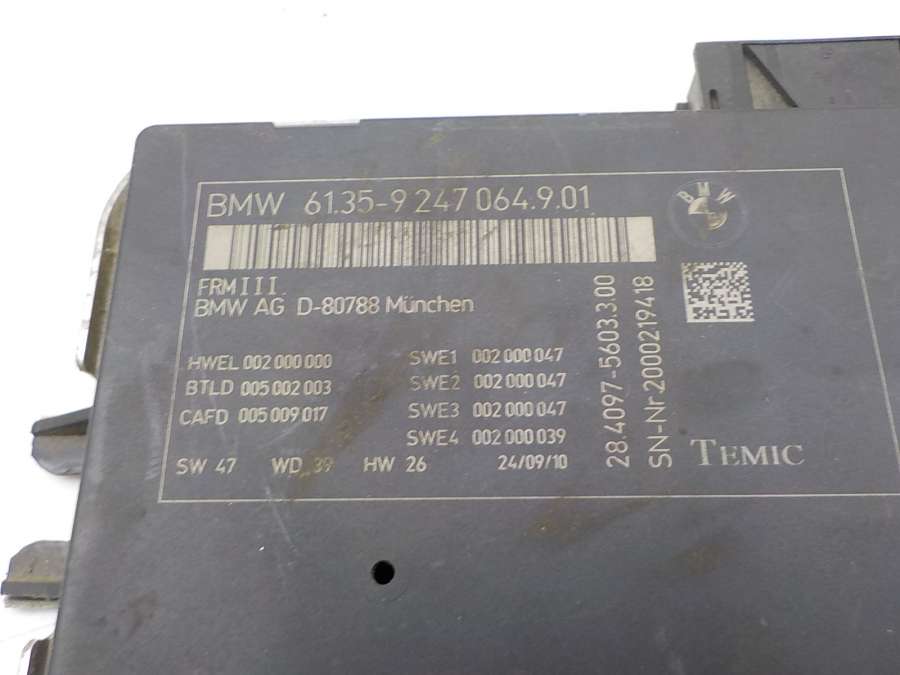 BMW 61.35-9 247 064.9.01
BMW
FRMIII.
BMW AG D-80788 München
HWEL 002 000 000
BTLD 005 002 003
CAFD 005 009 017
SWE1 002 000 047
SWE2 002 000 047
SWE3 002 000 047
SWE4 002 000 039
SW 47 WD 39 HW 26 24/09/10
28.4097-5603.3.00
SN-Nr.2000219418
TEMIC